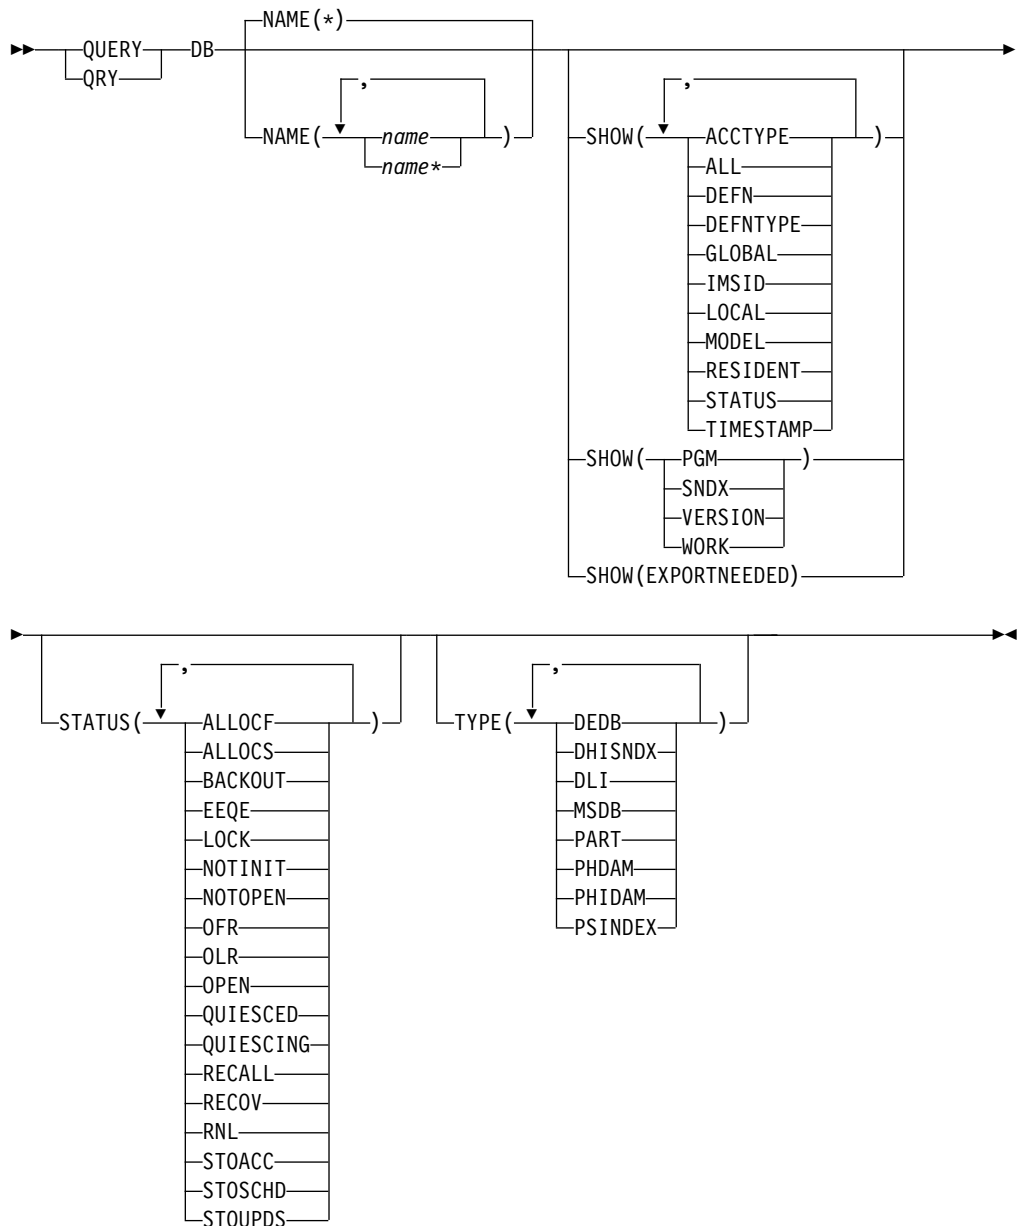 NAME(*)
QUERY DB
QRY
, ,
NAME( name ) SHOW( ACCTYPE )
name* ALL
DEFN
DEFNTYPE
GLOBAL
IMSID
LOCAL
MODEL
RESIDENT
STATUS
TIMESTAMP
SHOW( PGM )
SNDX
VERSION
WORK
SHOW(EXPORTNEEDED)
, ,
STATUS( ALLOCF ) TYPE( DEDB )
ALLOCS DHISNDX
BACKOUT DLI
EEQE MSDB
LOCK PART
NOTINIT PHDAM
NOTOPEN PHIDAM
OFR PSINDEX
OLR
OPEN
QUIESCED
QUIESCING
RECALL
RECOV
RNL
STOACC
STOSCHD
STOUPDS